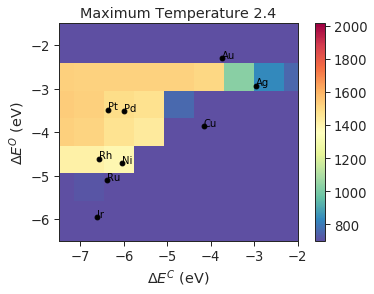 Maximum Temperature 2.4
Au
Ag
Pt
Pd
Cu
Rh
Ni
Ru
Ir
−2
−3
−4
−5
−6
ΔE^O (eV)
−7
−6
−5
−4
−3
−2
ΔE^C (eV)
2000
1800
1600
1400
1200
1000
800